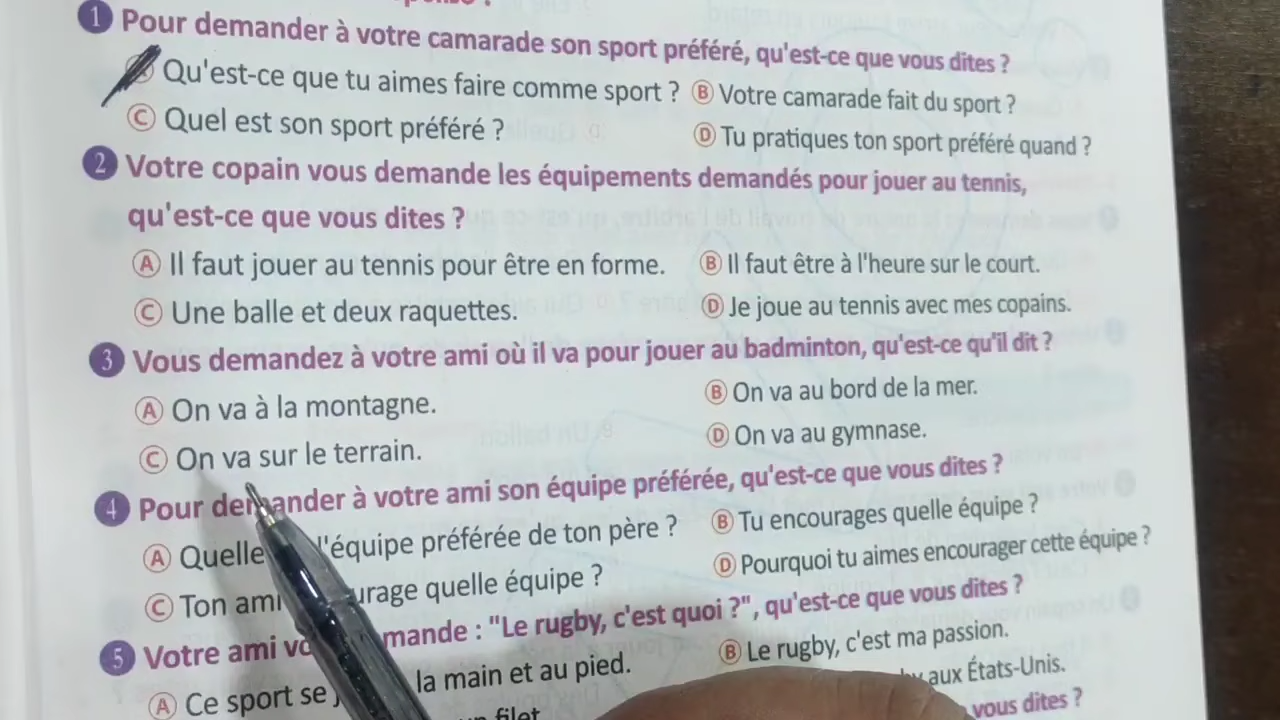 1 Pour demander à votre camarade son sport préféré, qu'est-ce que vous dites ?
Qu'est-ce que tu aimes faire comme sport ? B Votre camarade fait du sport ?
C Quel est son sport préféré ? D Tu pratiques ton sport préféré quand ?
2 Votre copain vous demande les équipements demandés pour jouer au tennis,
qu'est-ce que vous dites ?
A Il faut jouer au tennis pour être en forme. B Il faut être à l'heure sur le court.
C Une balle et deux raquettes. D Je joue au tennis avec mes copains.
3 Vous demandez à votre ami où il va pour jouer au badminton, qu'est-ce qu'il dit ?
A On va à la montagne. B On va au bord de la mer.
C On va sur le terrain. D On va au gymnase.
4 Pour demander à votre ami son équipe préférée, qu'est-ce que vous dites ?
A Quelle l'équipe préférée de ton père ? B Tu encourages quelle équipe ?
C Ton ami quelle équipe ? D Pourquoi tu aimes encourager cette équipe ?
5 Votre ami : "Le rugby, c'est quoi ?", qu'est-ce que vous dites ?
A Ce sport se la main et au pied. B Le rugby, c'est ma passion.
filet aux États-Unis.
vous dites ?